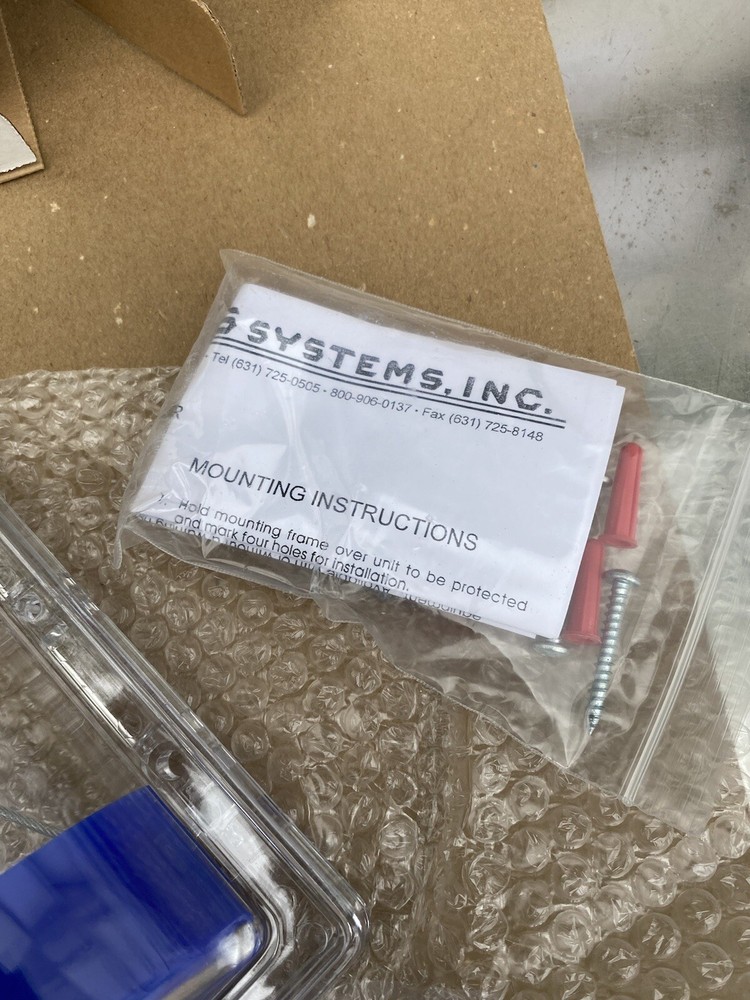 SYSTEMS, INC.
· Tel (631) 725-0505 · 800-906-0137 · Fax (631) 725-8148
R
MOUNTING INSTRUCTIONS
1. Hold mounting frame over unit to be protected
and mark four holes for installation.